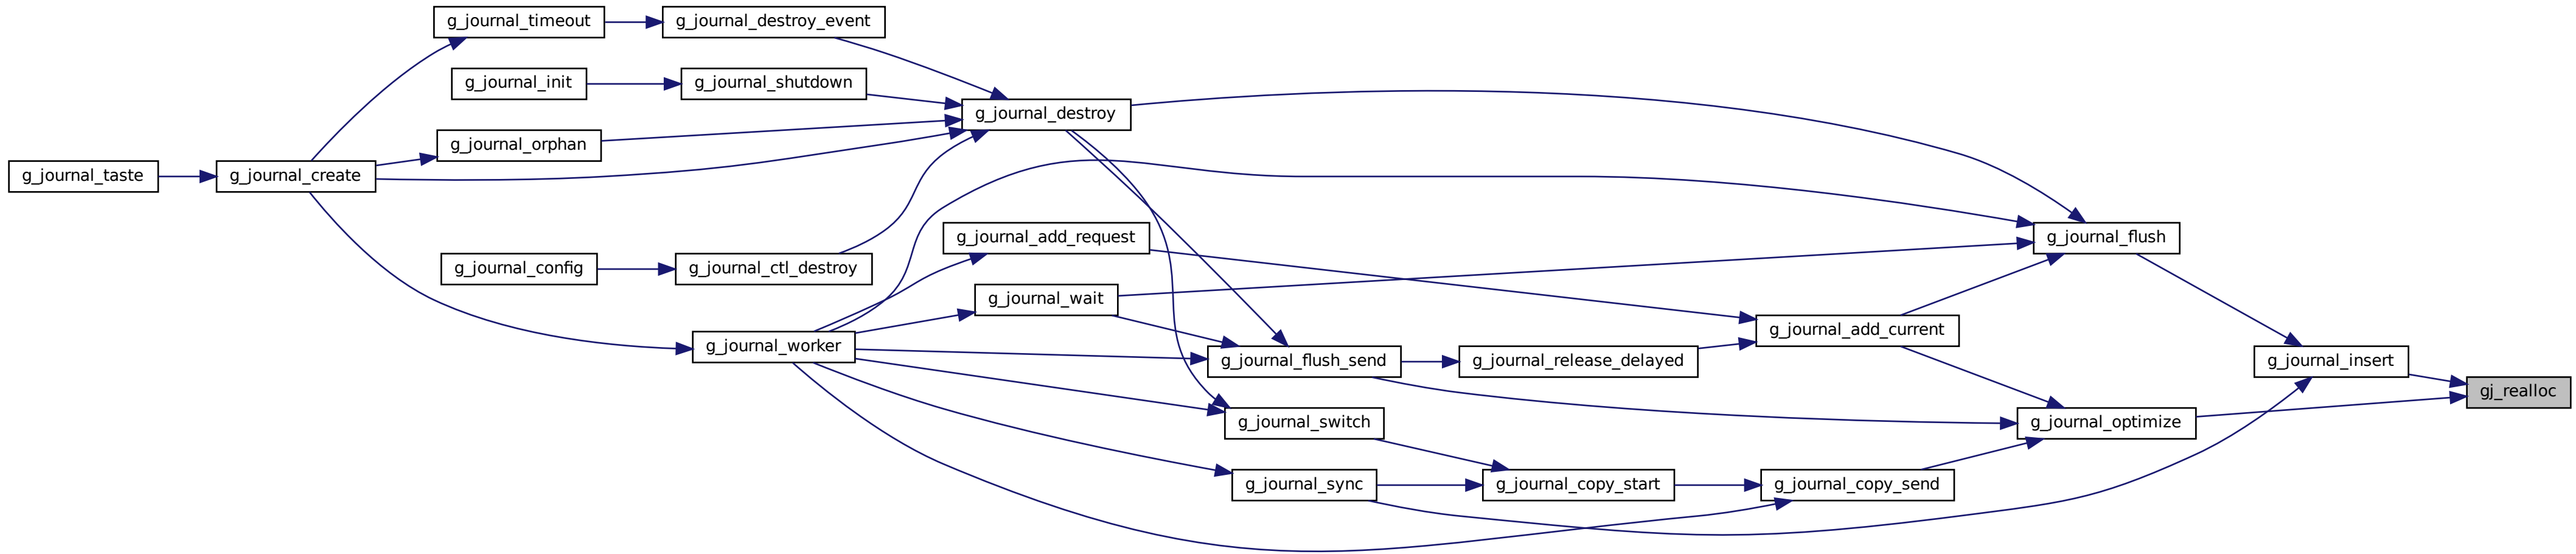 g_journal_timeout
g_journal_destroy_event
g_journal_init
g_journal_shutdown
g_journal_destroy
g_journal_orphan
g_journal_taste
g_journal_create
g_journal_add_request
g_journal_flush
g_journal_config
g_journal_ctl_destroy
g_journal_wait
g_journal_add_current
g_journal_worker
g_journal_flush_send
g_journal_release_delayed
g_journal_insert
gj_realloc
g_journal_switch
g_journal_optimize
g_journal_sync
g_journal_copy_start
g_journal_copy_send